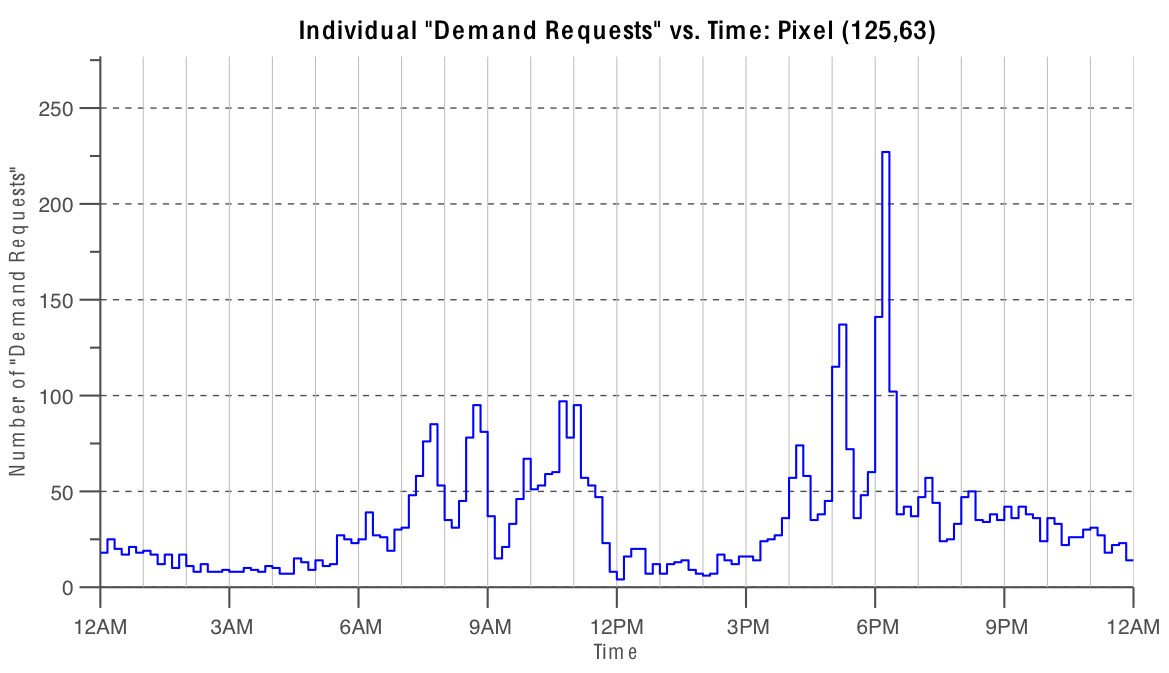 Individual "Demand Requests" vs. Time: Pixel (125,63)
Number of "Demand Requests"
250
200
150
100
50
0
12AM 3AM 6AM 9AM 12PM 3PM 6PM 9PM 12AM
Time